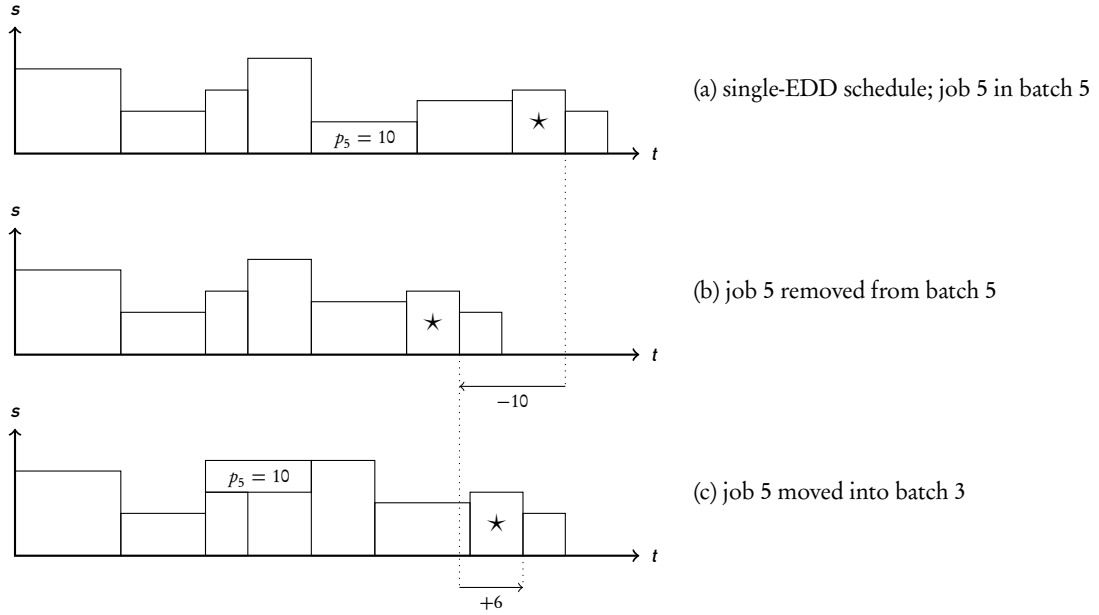 s
(a) single-EDD schedule; job 5 in batch 5
p₅ = 10
t
s
(b) job 5 removed from batch 5
t
−10
s
p₅ = 10
(c) job 5 moved into batch 3
t
+6